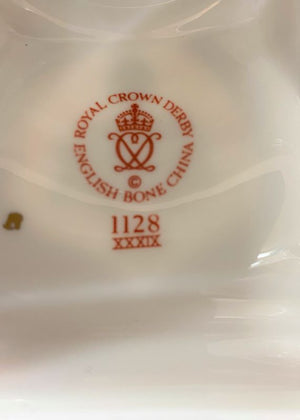 ROYAL CROWN DERBY
ENGLISH BONE CHINA
©
1128
XXXIX